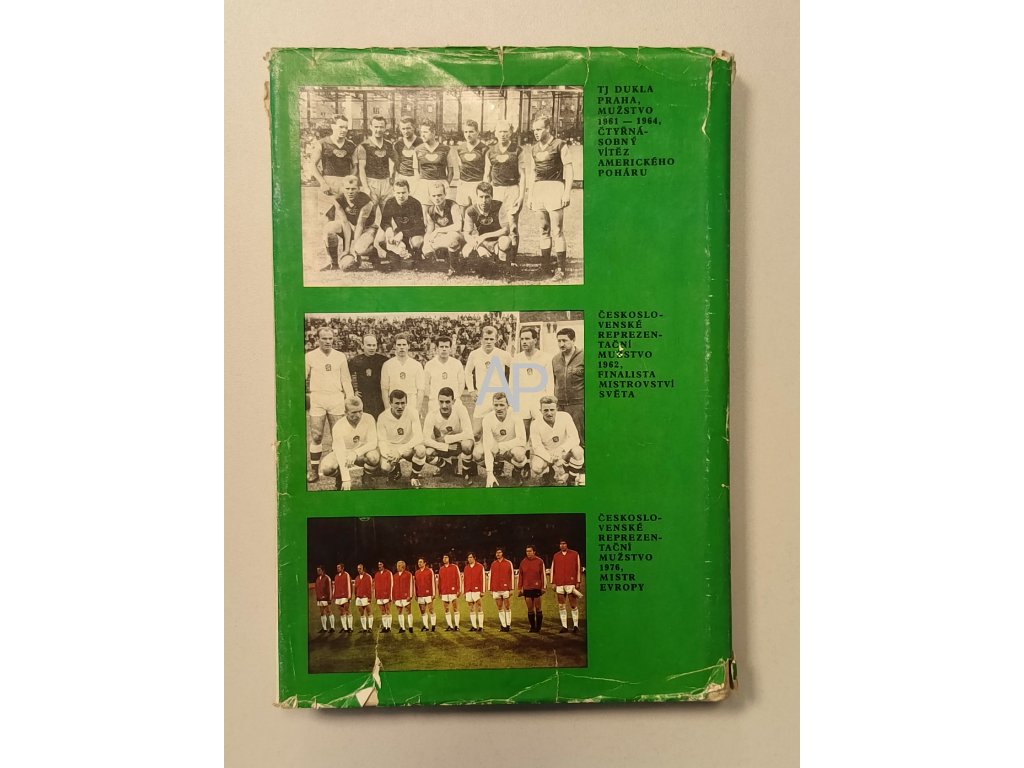 TJ DUKLA
PRAHA,
MUŽSTVO
1961 — 1964,
ČTYŘNÁ-
SOBNÝ
VÍTĚZ
AMERICKÉHO
POHÁRU
ČESKOSLO-
VENSKÉ
REPREZEN-
TAČNÍ
MUŽSTVO
1962,
FINALISTA
MISTROVSTVÍ
SVĚTA
AP
ČESKOSLO-
VENSKÉ
REPREZEN-
TAČNÍ
MUŽSTVO
1976,
MISTR
EVROPY